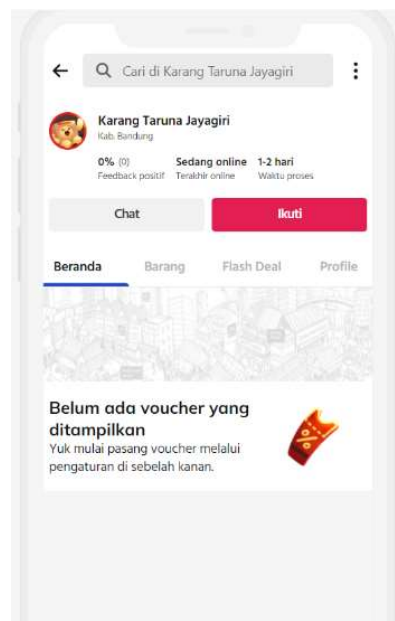 Cari di Karang Taruna Jayagiri
Karang Taruna Jayagiri
Kab. Bandung
0% (0) Sedang online 1-2 hari
Feedback positif Terakhir online Waktu proses
Chat Ikuti
Beranda Barang Flash Deal Profile
Belum ada voucher yang
ditampilkan
Yuk mulai pasang voucher melalui
pengaturan di sebelah kanan.
%